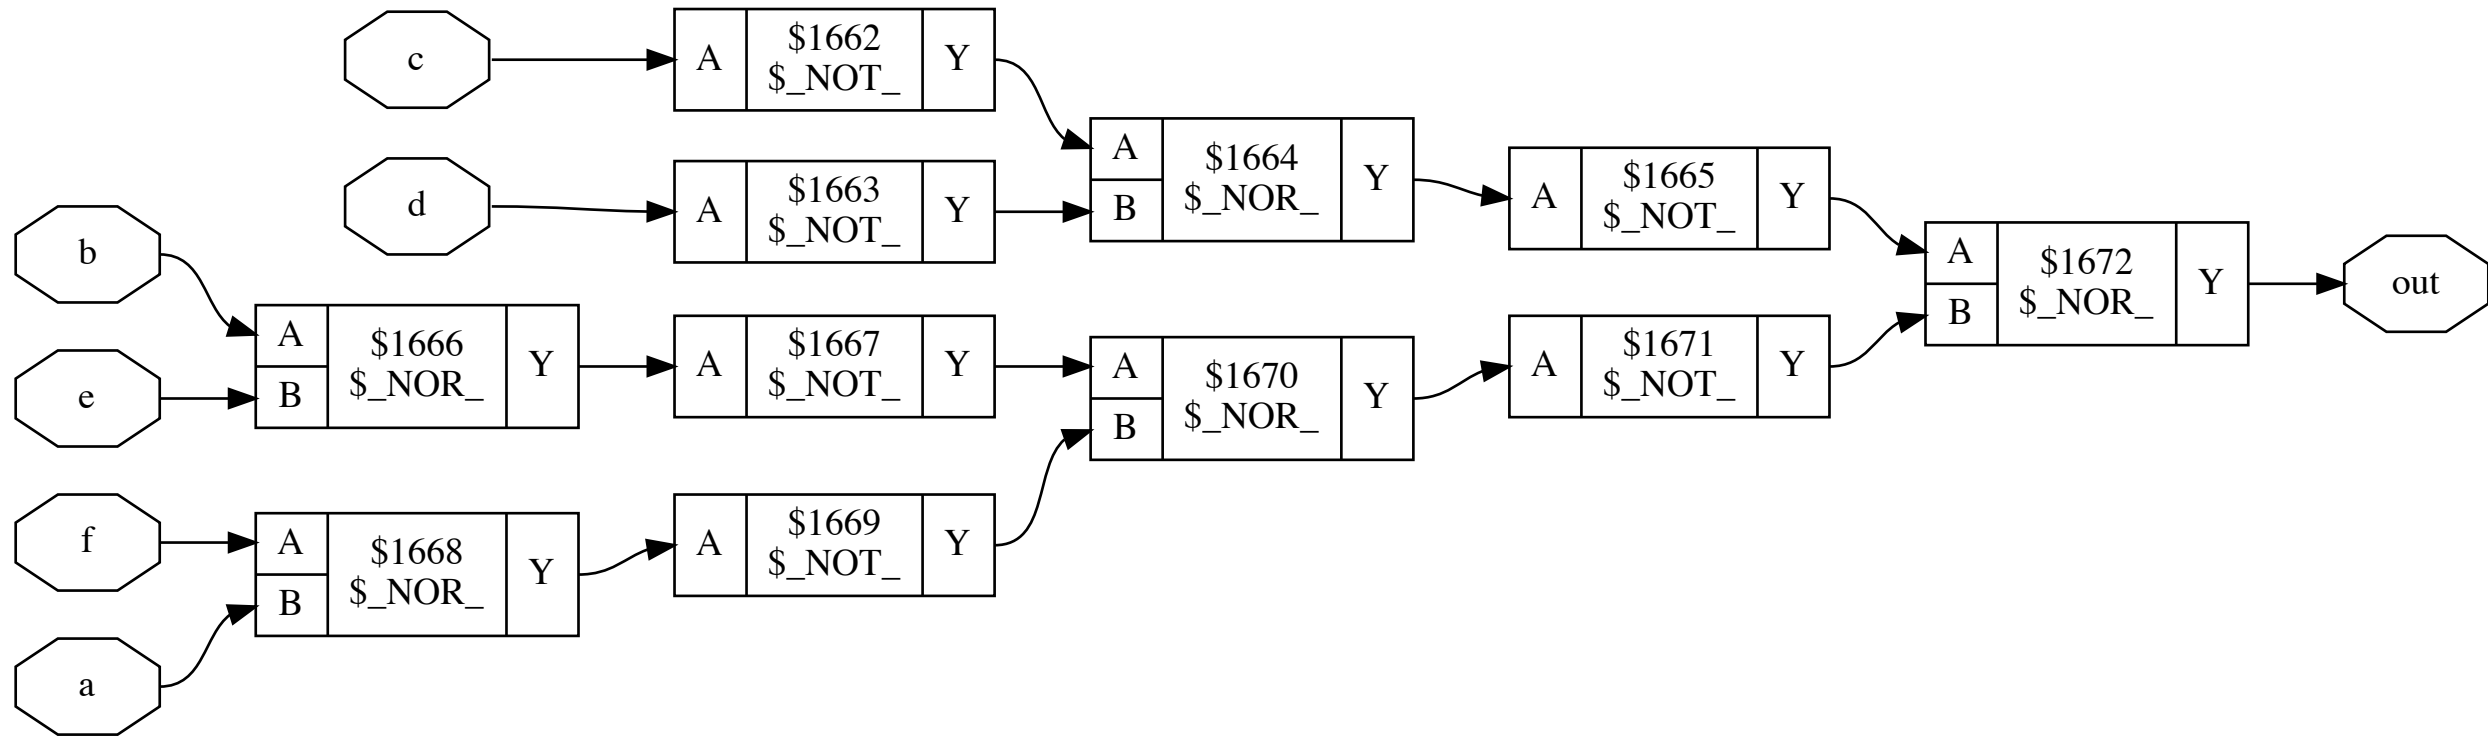 c
A $1662 Y
$_NOT_
d
A $1663 Y
$_NOT_
A $1664 Y
B $_NOR_
A $1665 Y
$_NOT_
b
e
A $1666 Y
B $_NOR_
A $1667 Y
$_NOT_
f
a
A $1668 Y
B $_NOR_
A $1669 Y
$_NOT_
A $1670 Y
B $_NOR_
A $1671 Y
$_NOT_
A $1672 Y
B $_NOR_
out